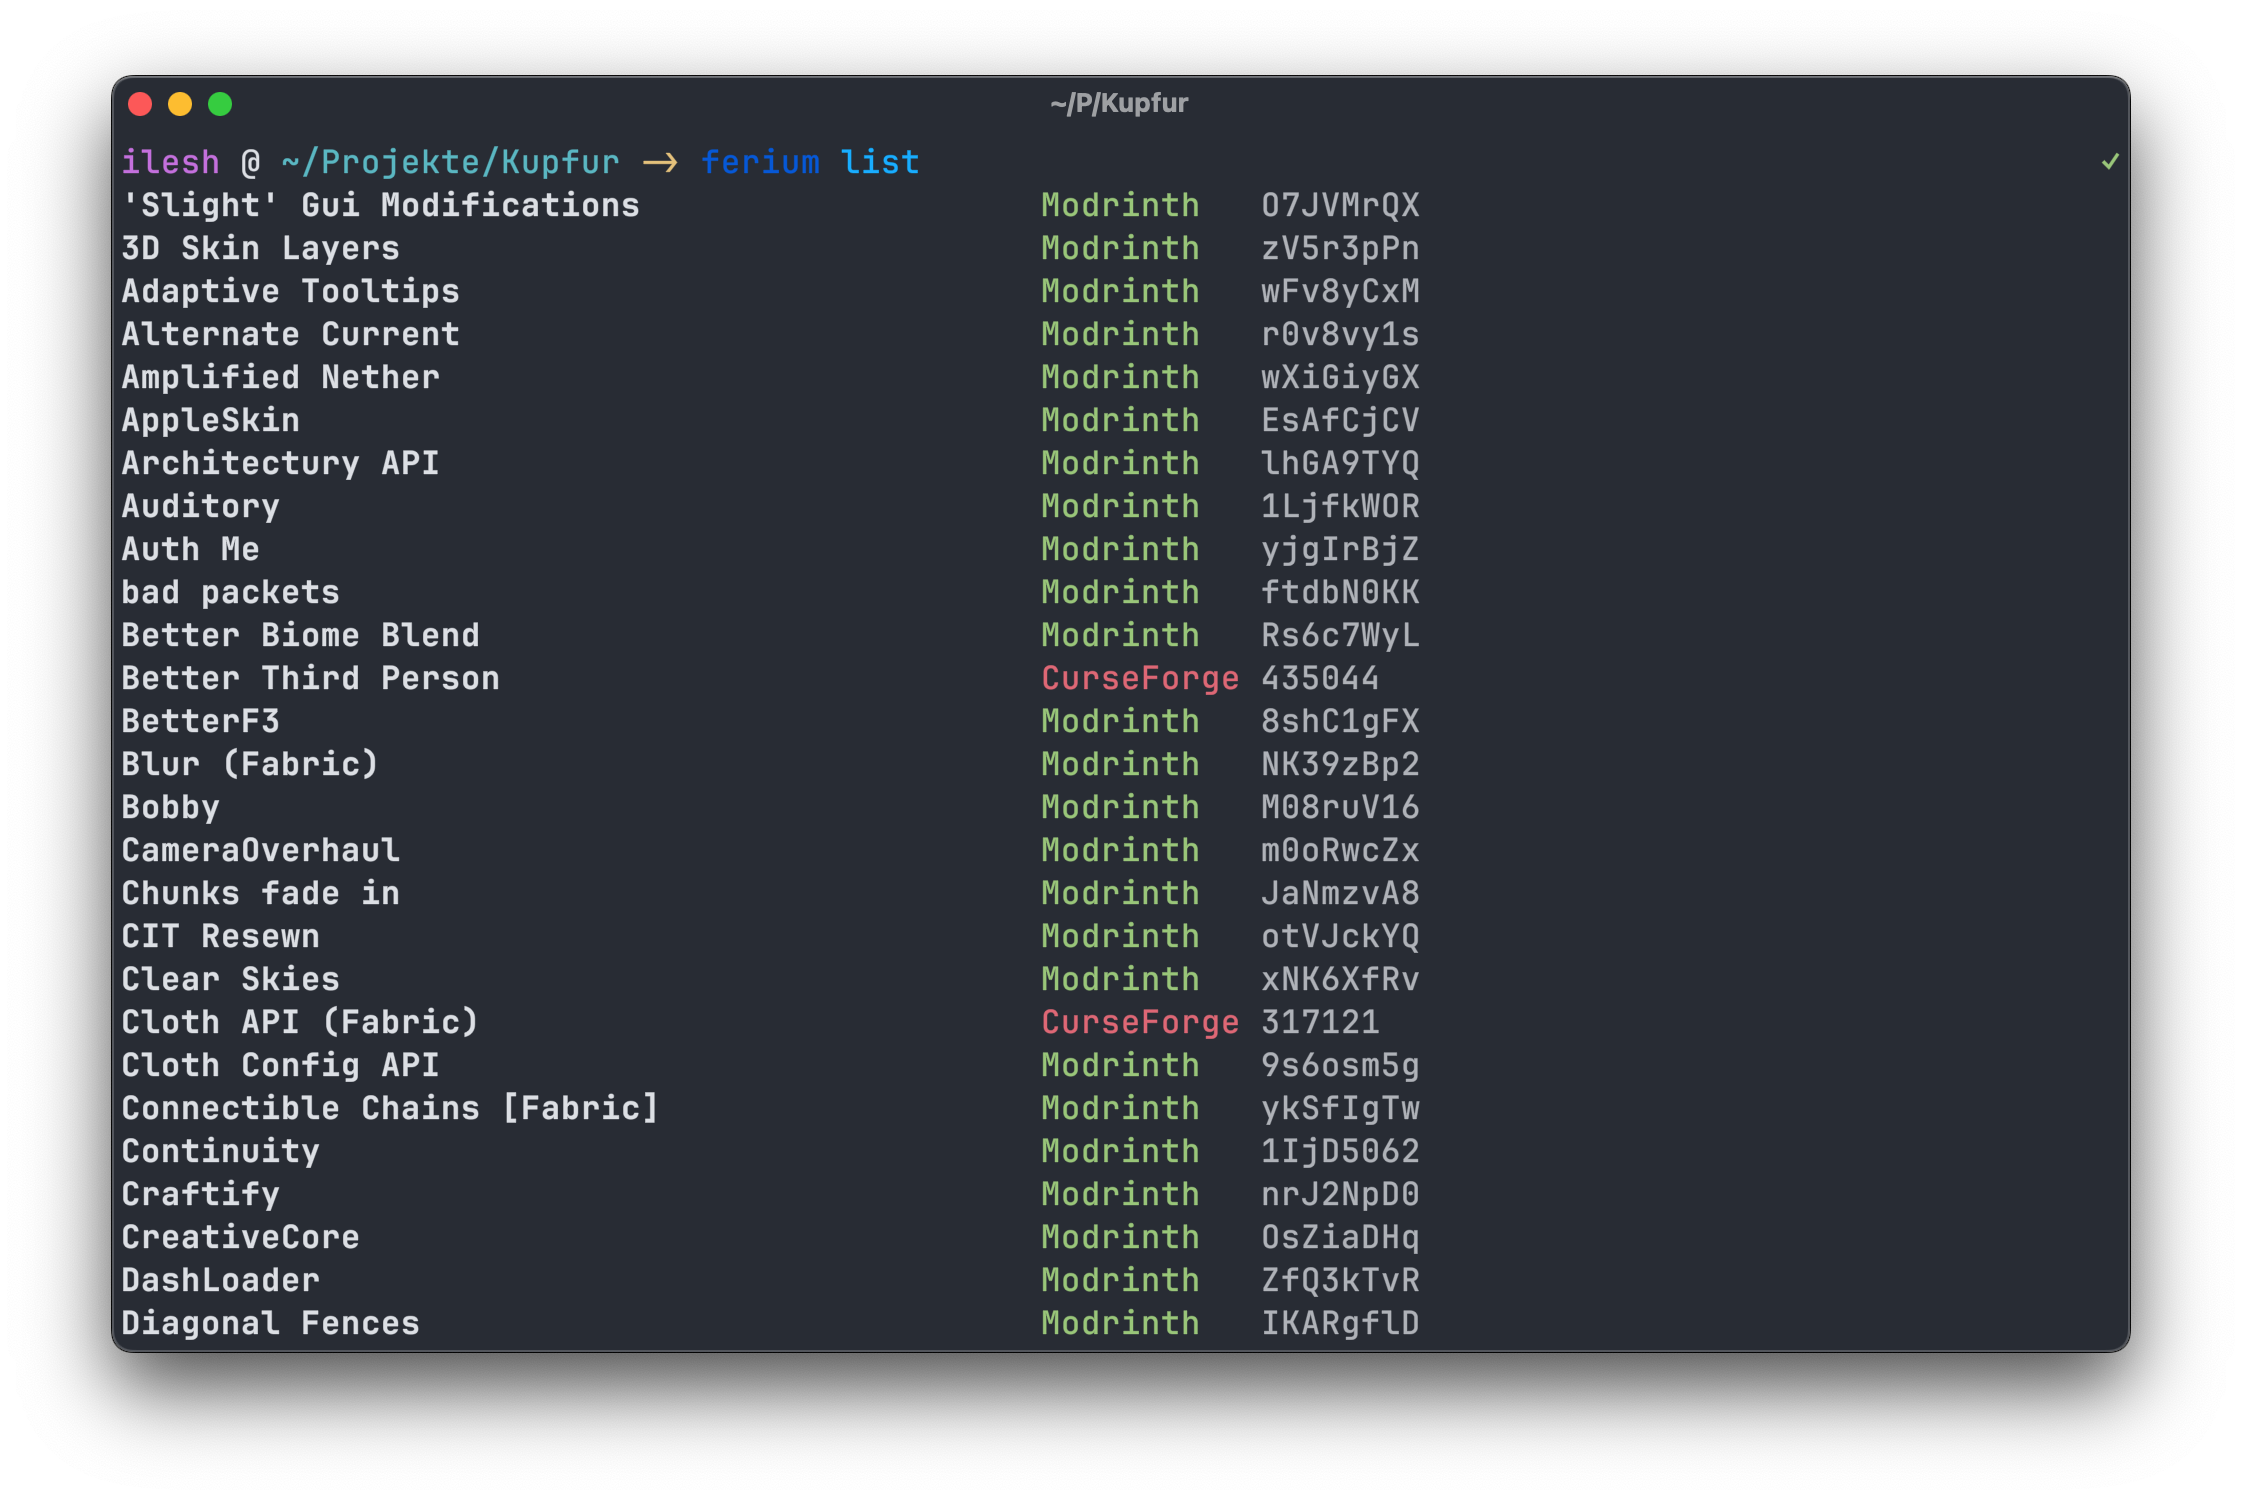 ~/P/Kupfur
ilesh @ ~/Projekte/Kupfur → ferium list ✓
'Slight' Gui Modifications Modrinth O7JVMrQX
3D Skin Layers Modrinth zV5r3pPn
Adaptive Tooltips Modrinth wFv8yCxM
Alternate Current Modrinth r0v8vy1s
Amplified Nether Modrinth wXiGiyGX
AppleSkin Modrinth EsAfCjCV
Architectury API Modrinth lhGA9TYQ
Auditory Modrinth 1LjfkWOR
Auth Me Modrinth yjgIrBjZ
bad packets Modrinth ftdbN0KK
Better Biome Blend Modrinth Rs6c7WyL
Better Third Person CurseForge 435044
BetterF3 Modrinth 8shC1gFX
Blur (Fabric) Modrinth NK39zBp2
Bobby Modrinth M08ruV16
CameraOverhaul Modrinth m0oRwcZx
Chunks fade in Modrinth JaNmzvA8
CIT Resewn Modrinth otVJckYQ
Clear Skies Modrinth xNK6XfRv
Cloth API (Fabric) CurseForge 317121
Cloth Config API Modrinth 9s6osm5g
Connectible Chains [Fabric] Modrinth ykSfIgTw
Continuity Modrinth 1IjD5062
Craftify Modrinth nrJ2NpD0
CreativeCore Modrinth OsZiaDHq
DashLoader Modrinth ZfQ3kTvR
Diagonal Fences Modrinth IKARgflD